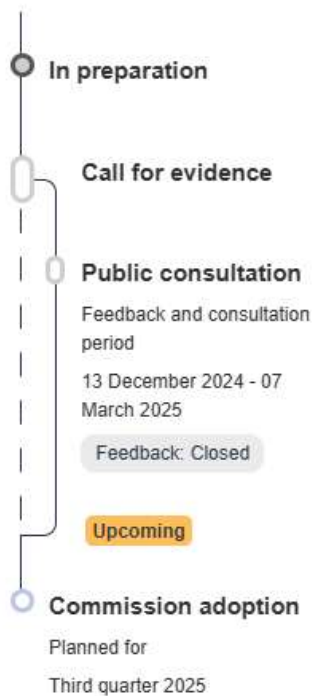 In preparation
Call for evidence
Public consultation
Feedback and consultation
period
13 December 2024 - 07
March 2025
Feedback: Closed
Upcoming
Commission adoption
Planned for
Third quarter 2025